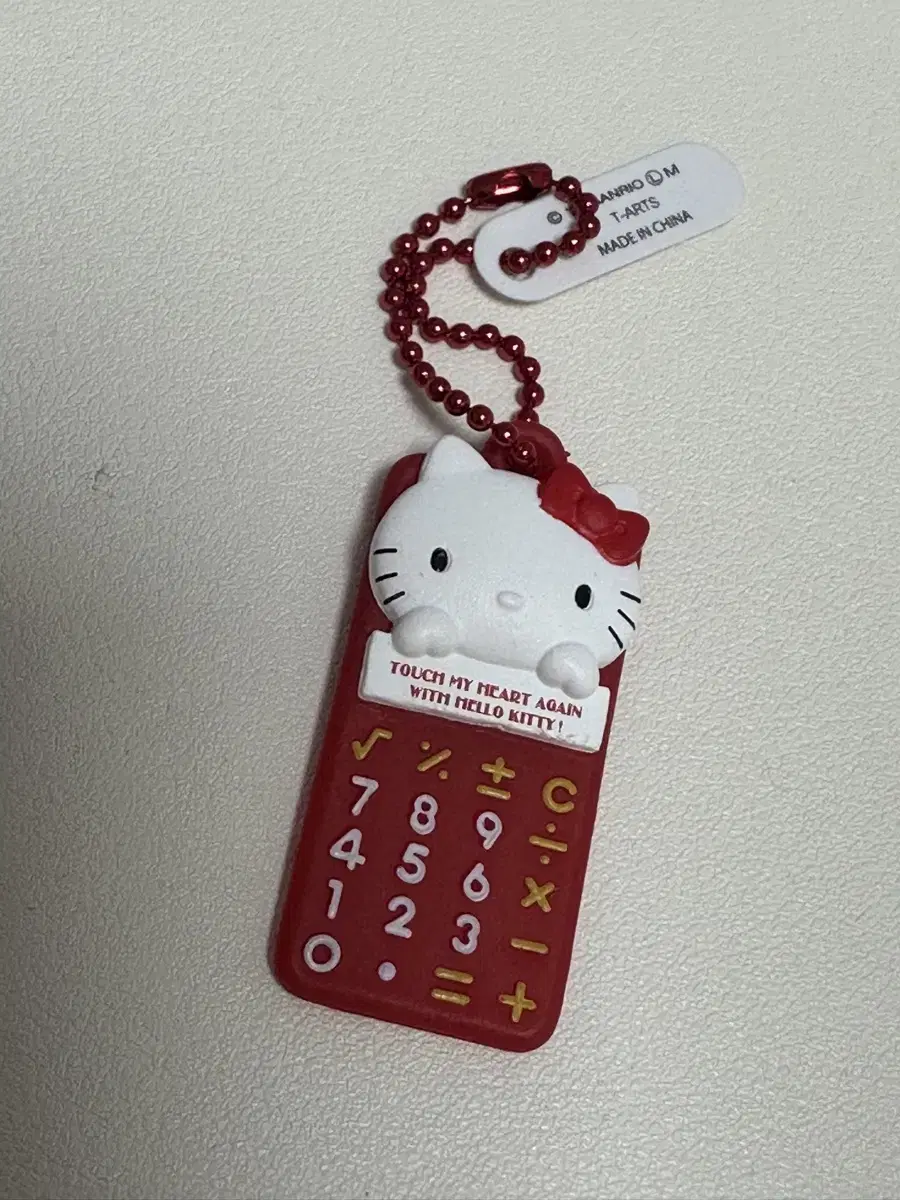 © SANRIO Ⓛ M
T-ARTS
MADE IN CHINA
TOUCH MY HEART AGAIN
WITH HELLO KITTY!
√ % ± C
7 8 9 ÷
4 5 6 ×
1 2 3 −
0 • = +